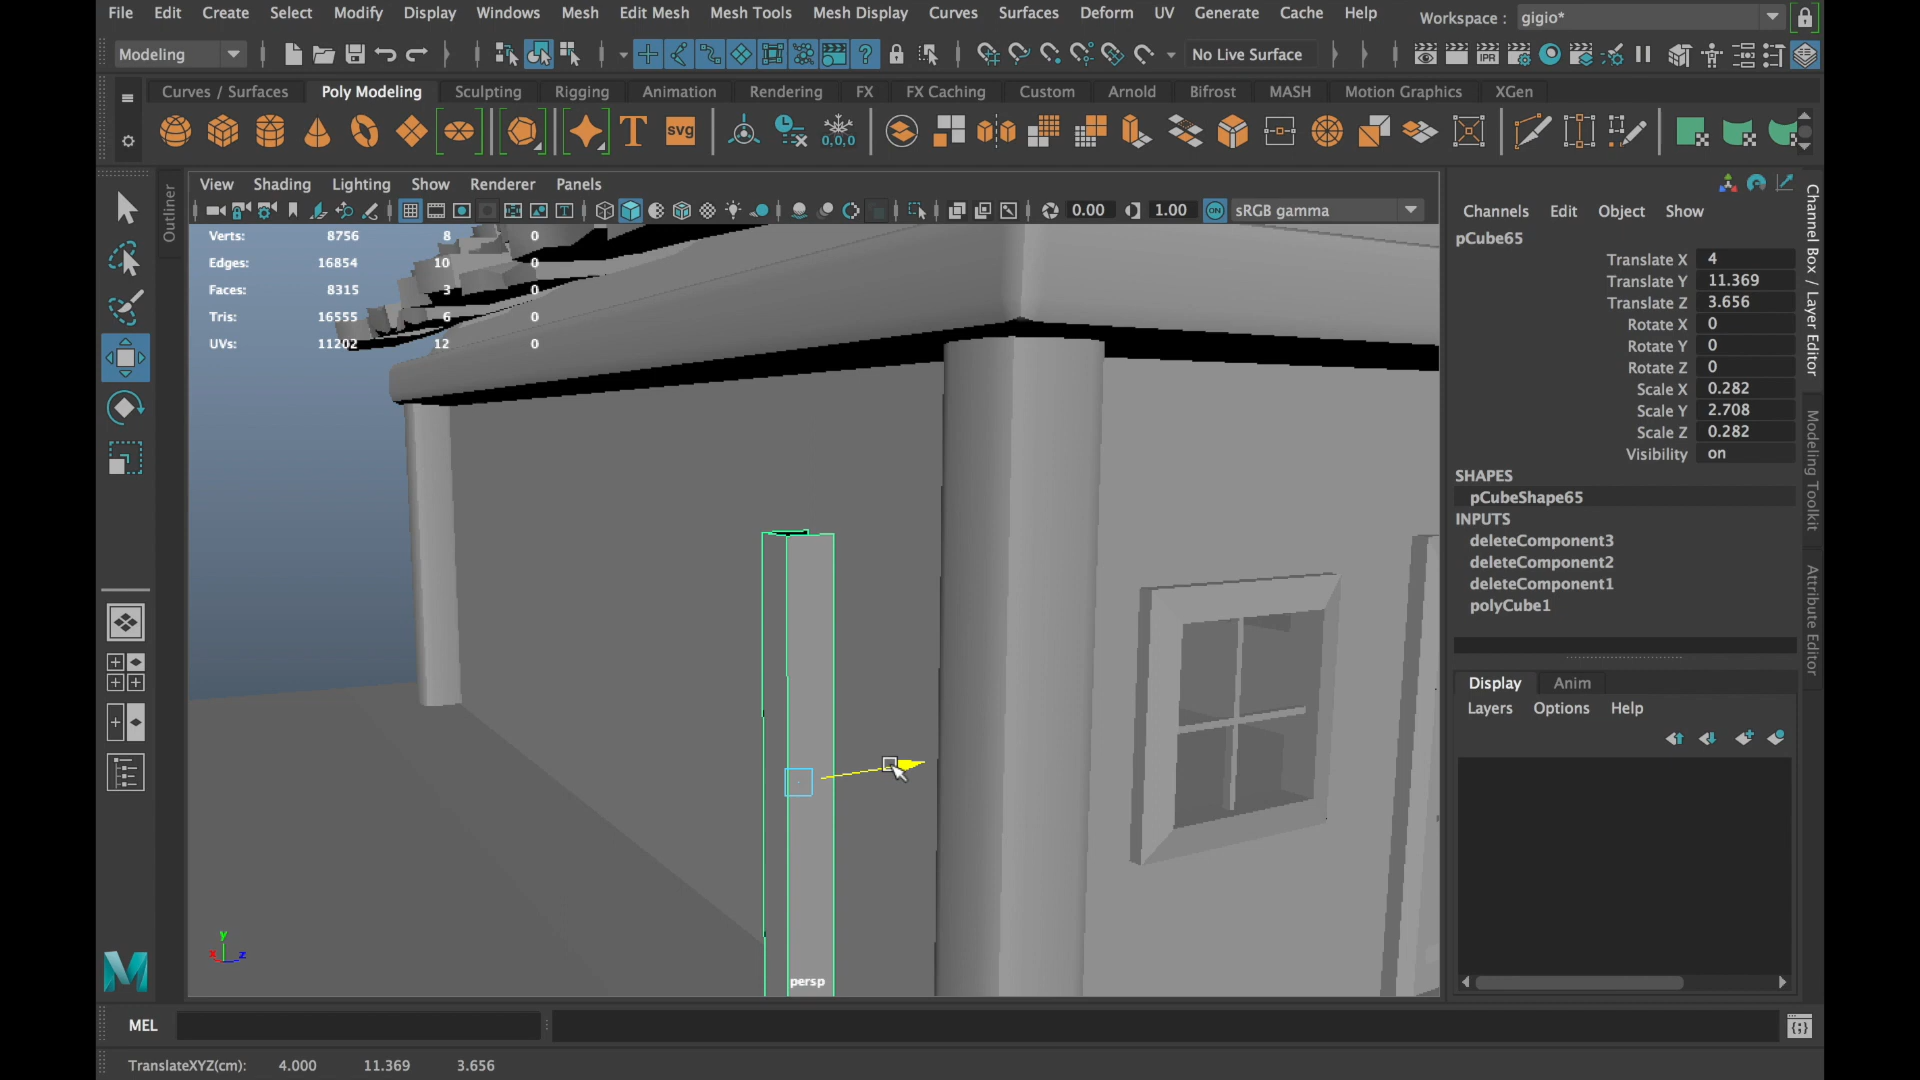 File Edit Create Select Modify Display Windows Mesh Edit Mesh Mesh Tools Mesh Display Curves Surfaces Deform UV Generate Cache Help Workspace : gigio*
Modeling No Live Surface IPR
Curves / Surfaces Poly Modeling Sculpting Rigging Animation Rendering FX FX Caching Custom Arnold Bifrost MASH Motion Graphics XGen
T svg 0,0,0
Outliner
View Shading Lighting Show Renderer Panels
0.00 1.00 ON sRGB gamma
Verts: 8756 8 0
Edges: 16854 10 0
Faces: 8315 3 0
Tris: 16555 6 0
UVs: 11202 12 0
y
x z
persp
Channels Edit Object Show
pCube65
Translate X 4
Translate Y 11.369
Translate Z 3.656
Rotate X 0
Rotate Y 0
Rotate Z 0
Scale X 0.282
Scale Y 2.708
Scale Z 0.282
Visibility on
SHAPES
pCubeShape65
INPUTS
deleteComponent3
deleteComponent2
deleteComponent1
polyCube1
Display Anim
Layers Options Help
Channel Box / Layer Editor
Modeling Toolkit
Attribute Editor
MEL
TranslateXYZ(cm): 4.000 11.369 3.656